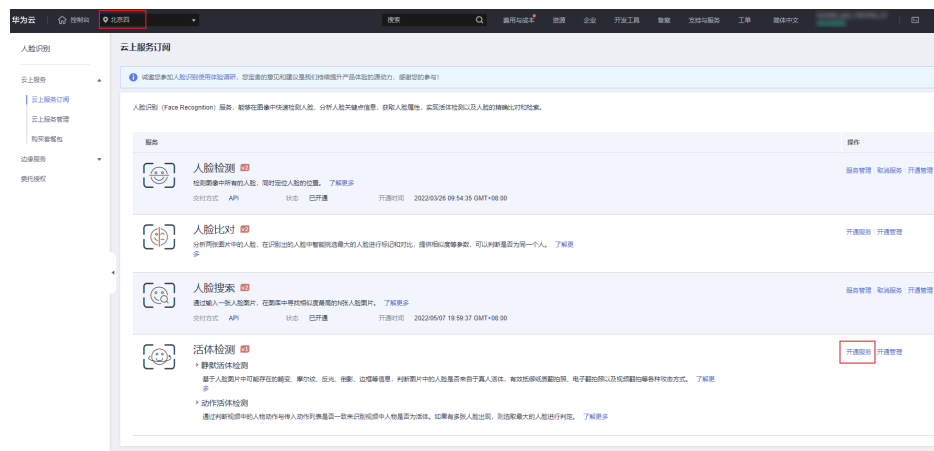 华为云 控制台 北京四 搜索 费用与成本 资源 企业 开发工具 备案 支持与服务 工单 简体中文
人脸识别
云上服务
云上服务订阅
云上服务管理
购买套餐包
边缘服务
委托授权
云上服务订阅
诚邀您参加人脸识别使用体验调研，您宝贵的意见和建议是我们持续提升产品体验的源动力，感谢您的参与！
人脸识别（Face Recognition）服务，能够在图像中快速检测人脸，分析人脸关键点信息，获取人脸属性，实现活体检测以及人脸的精确比对和检索。
服务 操作
人脸检测 v2
检测图像中所有的人脸，同时定位人脸的位置。 了解更多
交付方式 API 状态 已开通 开通时间 2022/03/26 09:54:35 GMT+08:00
服务管理 取消服务 开通管理
人脸比对 v2
分析两张图片中的人脸，在识别出的人脸中智能挑选最大的人脸进行标记和对比，提供相似度等参数，可以判断是否为同一个人。 了解更
多
开通服务 开通管理
人脸搜索 v2
通过输入一张人脸图片，在图库中寻找相似度最高的N张人脸图片。 了解更多
交付方式 API 状态 已开通 开通时间 2022/05/07 19:59:37 GMT+08:00
服务管理 取消服务 开通管理
活体检测 v1
静默活体检测
基于人脸图片中可能存在的畸变、摩尔纹、反光、倒影、边框等信息，判断图片中的人脸是否来自于真人活体，有效抵御纸质翻拍照、电子翻拍照以及视频翻拍等各种攻击方式。 了解更
多
动作活体检测
通过判断视频中的人物动作与传入动作列表是否一致来识别视频中人物是否为活体。如果有多张人脸出现，则选取最大的人脸进行判定。 了解更多
开通服务 开通管理